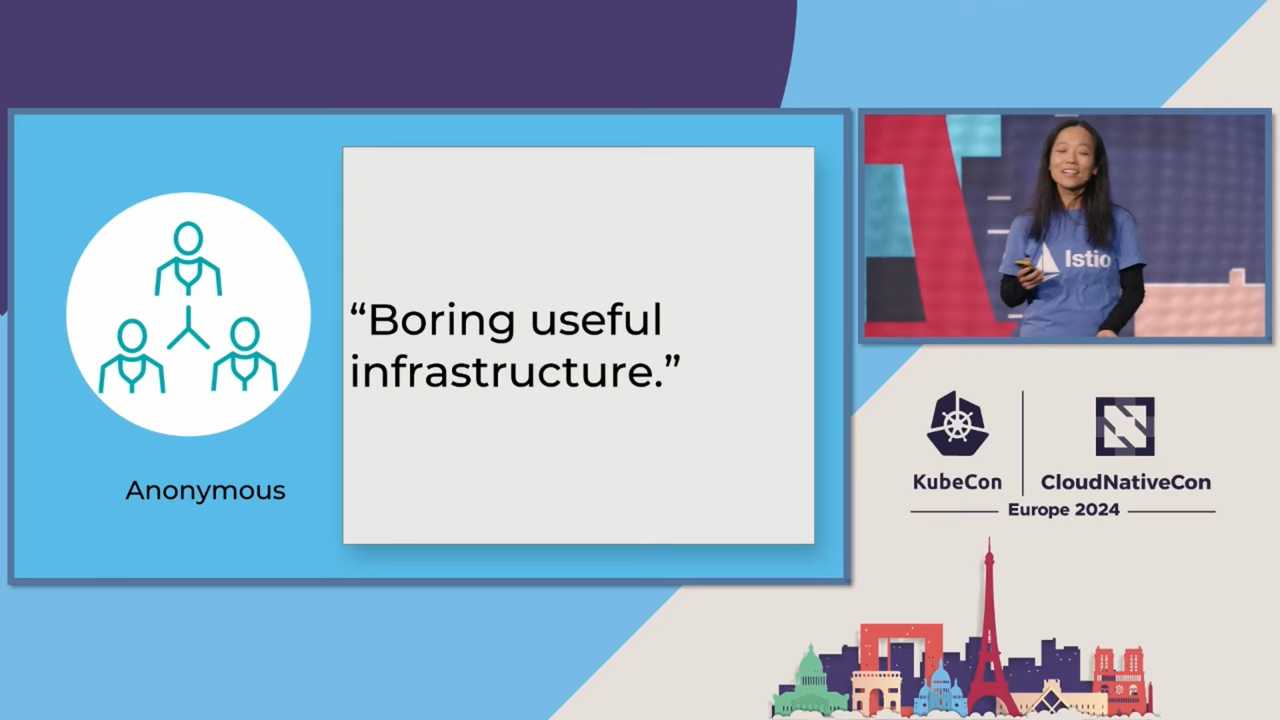 “Boring useful
infrastructure.”
Anonymous
Istio
KubeCon
CloudNativeCon
Europe 2024